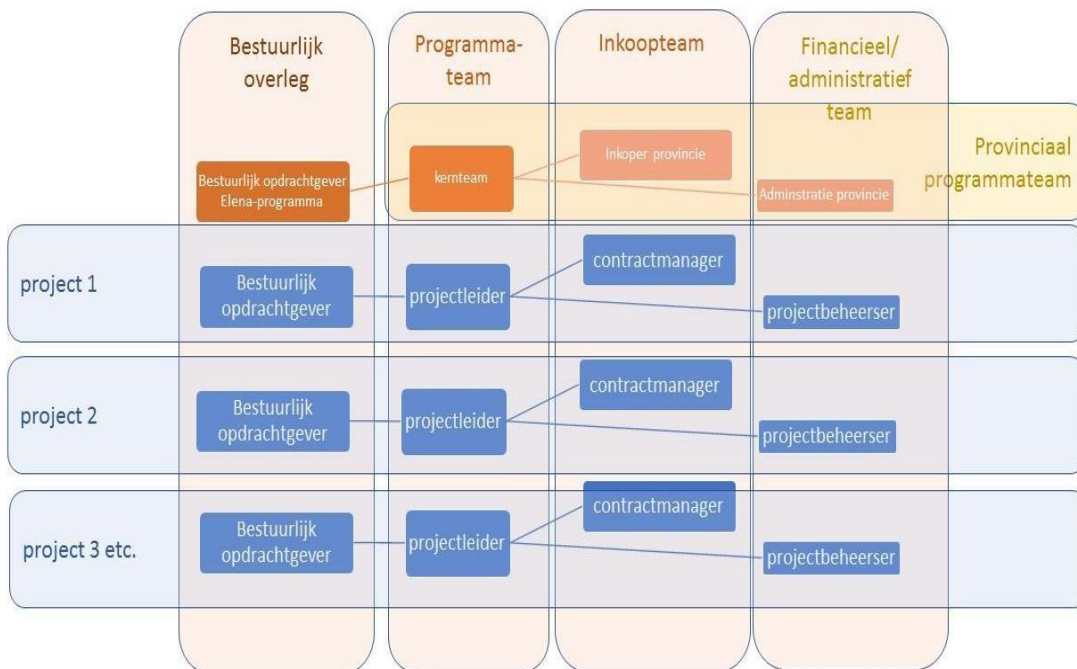 Bestuurlijk
overleg
Programma-
team
Inkoopteam
Financieel/
administratief
team
Provinciaal
programmateam
Bestuurlijk opdrachtgever
Elena-programma
kernteam
Inkoper provincie
Adminstratie provincie
project 1
Bestuurlijk
opdrachtgever
projectleider
contractmanager
projectbeheerser
project 2
Bestuurlijk
opdrachtgever
projectleider
contractmanager
projectbeheerser
project 3 etc.
Bestuurlijk
opdrachtgever
projectleider
contractmanager
projectbeheerser